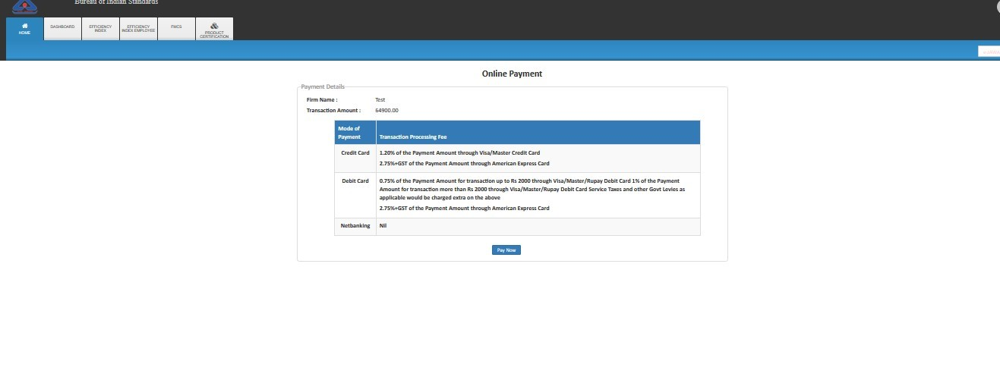 Bureau of Indian Standards
HOME
DASHBOARD
EFFICIENCY
INDEX
EFFICIENCY
INDEX EMPLOYEE
FMCS
PRODUCT
CERTIFICATION
Online Payment
Payment Details
Firm Name : Test
Transaction Amount : 64900.00
Mode of
Payment
Transaction Processing Fee
Credit Card
1.20% of the Payment Amount through Visa/Master Credit Card
2.75%+GST of the Payment Amount through American Express Card
Debit Card
0.75% of the Payment Amount for transaction up to Rs 2000 through Visa/Master/Rupay Debit Card 1% of the Payment
Amount for transaction more than Rs 2000 through Visa/Master/Rupay Debit Card Service Taxes and other Govt Levies as
applicable would be charged extra on the above
2.75%+GST of the Payment Amount through American Express Card
Netbanking
Nil
Pay Now